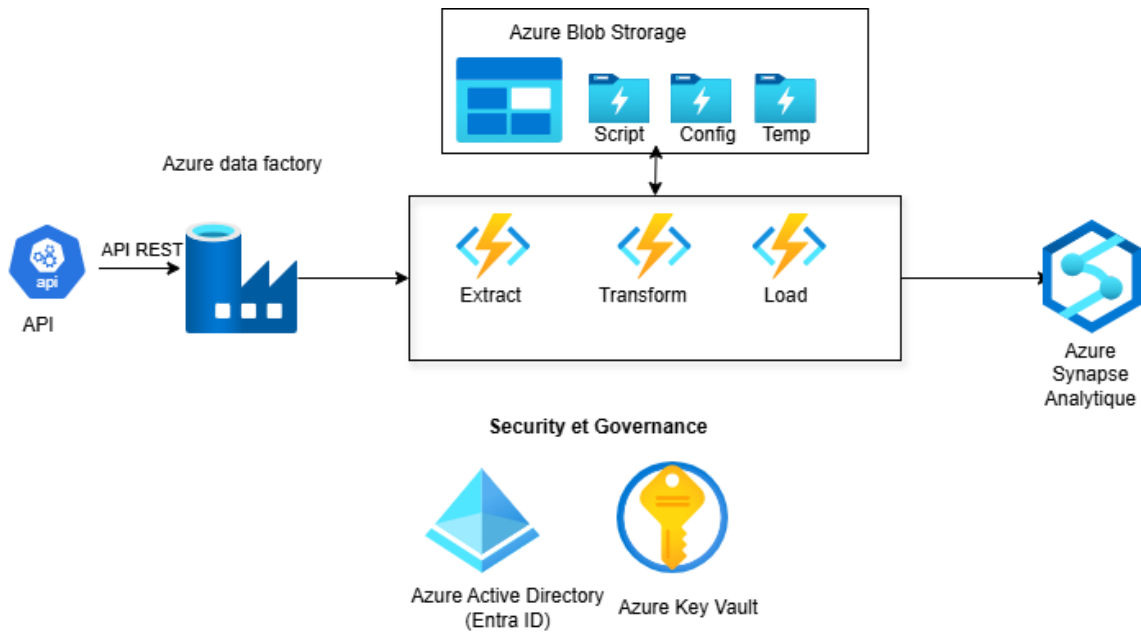 Azure Blob Strorage
Script
Config
Temp
Azure data factory
API REST
api
API
Extract
Transform
Load
Azure
Synapse
Analytique
Security et Governance
Azure Active Directory
(Entra ID)
Azure Key Vault